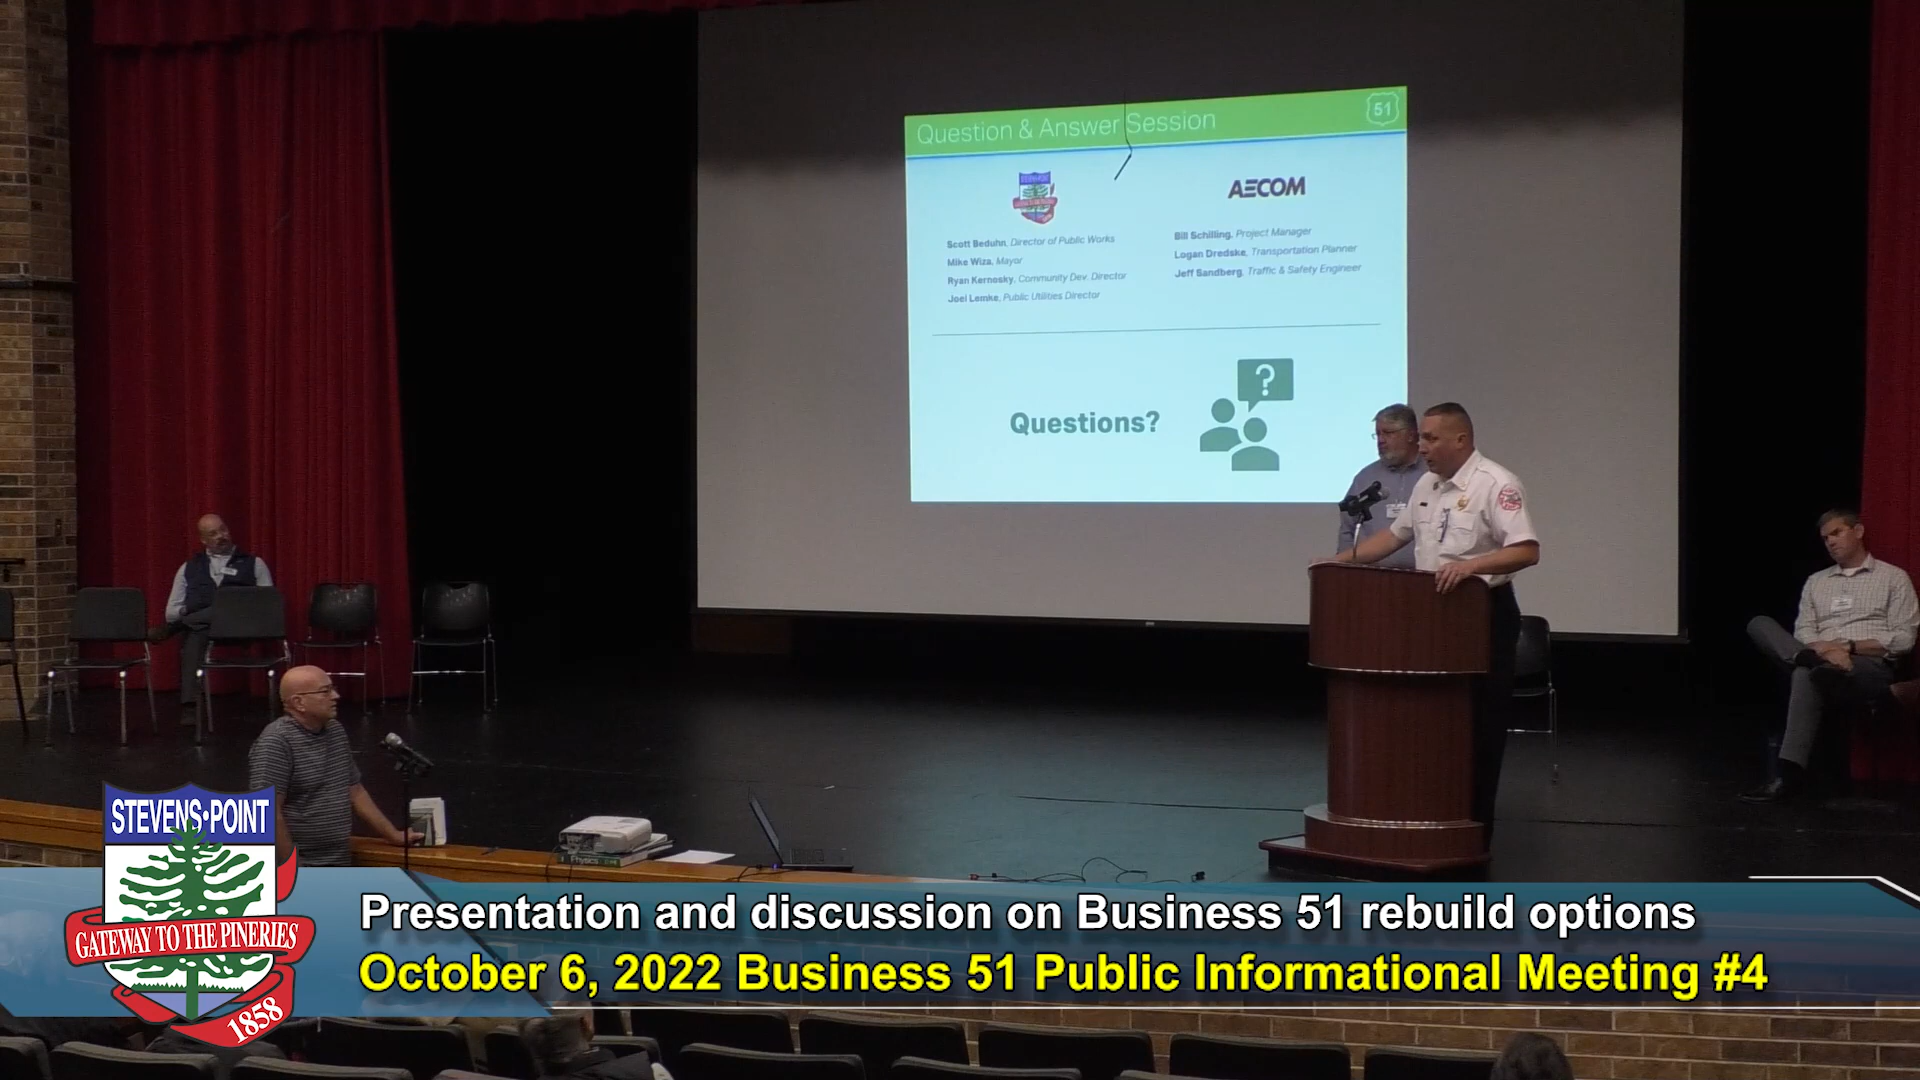 Question & Answer Session
51
AECOM
Scott Beduhn, Director of Public Works
Mike Wiza, Mayor
Ryan Kernosky, Community Dev. Director
Joel Lemke, Public Utilities Director
Bill Schilling, Project Manager
Logan Dredske, Transportation Planner
Jeff Sandberg, Traffic & Safety Engineer
Questions?
Physics
STEVENS•POINT
GATEWAY TO THE PINERIES
1858
Presentation and discussion on Business 51 rebuild options
October 6, 2022 Business 51 Public Informational Meeting #4